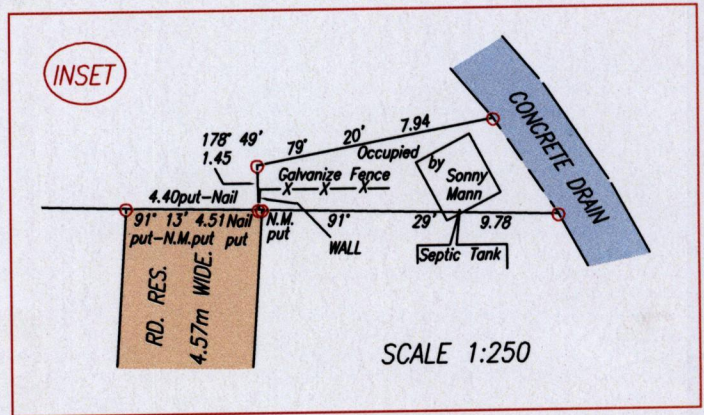 INSET
CONCRETE DRAIN
178° 49'
1.45
79° 20' 7.94
Occupied by Sonny Mann
Galvanize Fence
X X X
4.40put-Nail
91° 13' 4.51 Nail put
put-N.M.put
N.M. put
91° 29' 9.78
WALL
Septic Tank
RD. RES.
4.57m WIDE.
SCALE 1:250